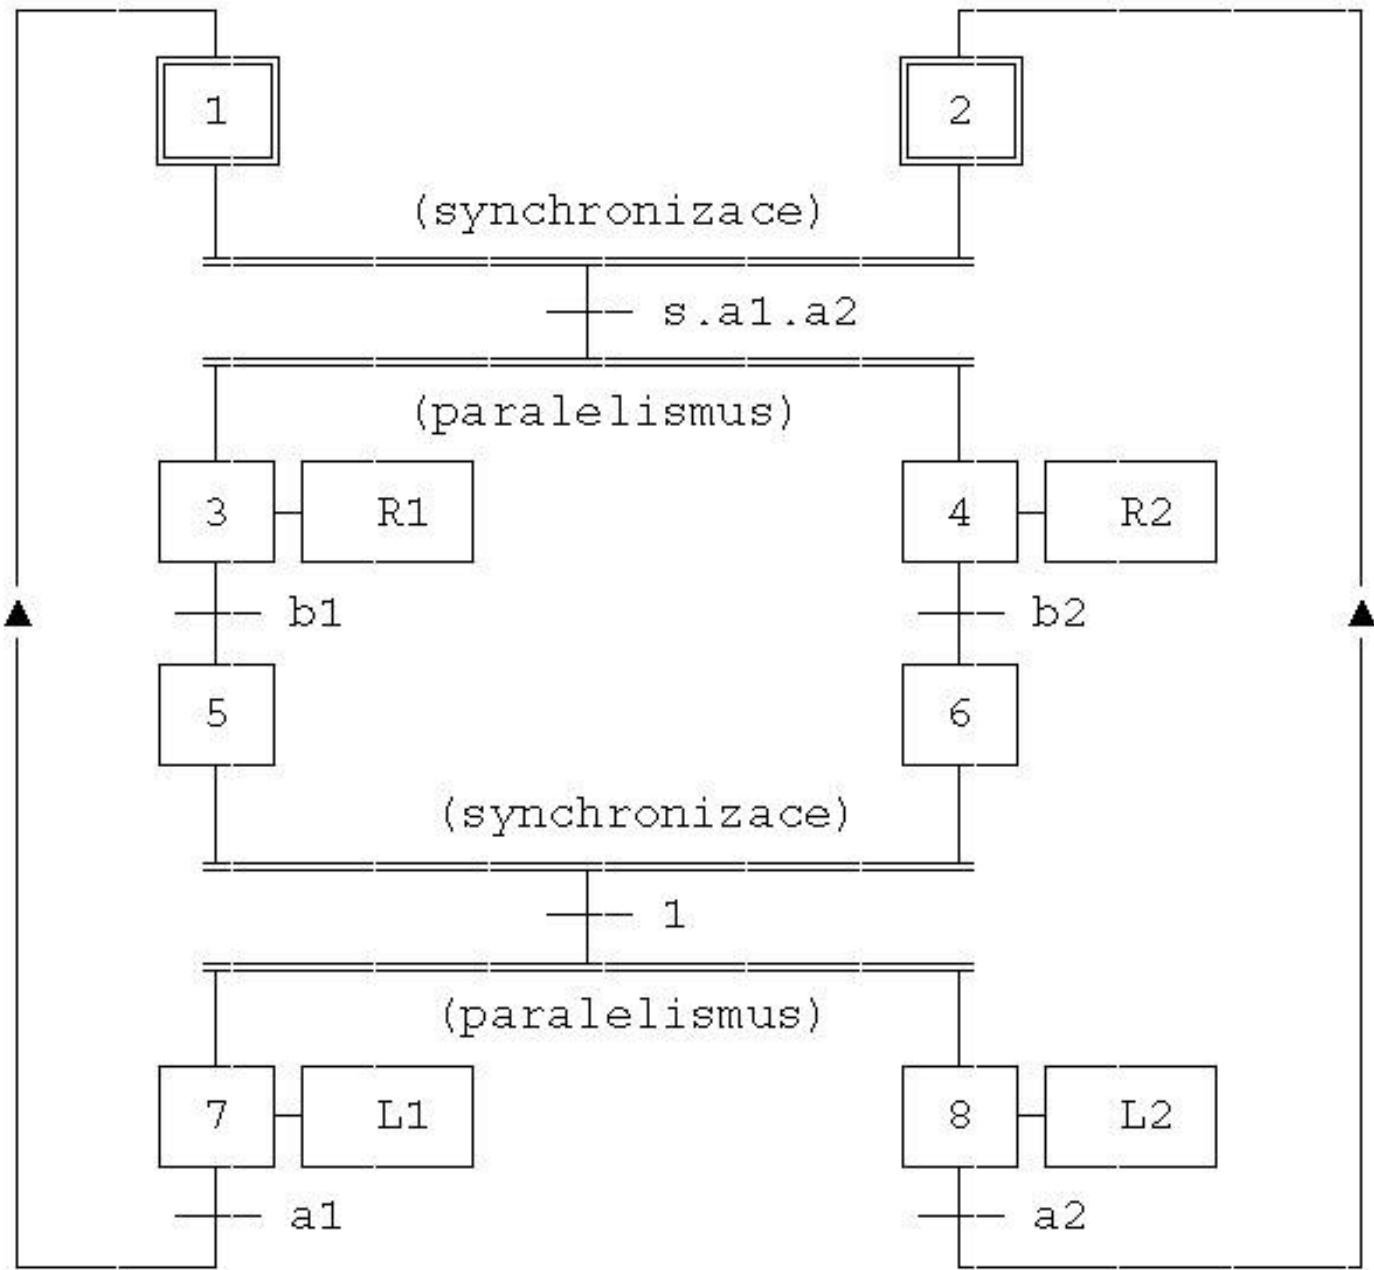 1 2
(synchronizace)
s.a1.a2
(paralelismus)
3 R1 4 R2
b1 b2
5 6
(synchronizace)
1
(paralelismus)
7 L1 8 L2
a1 a2